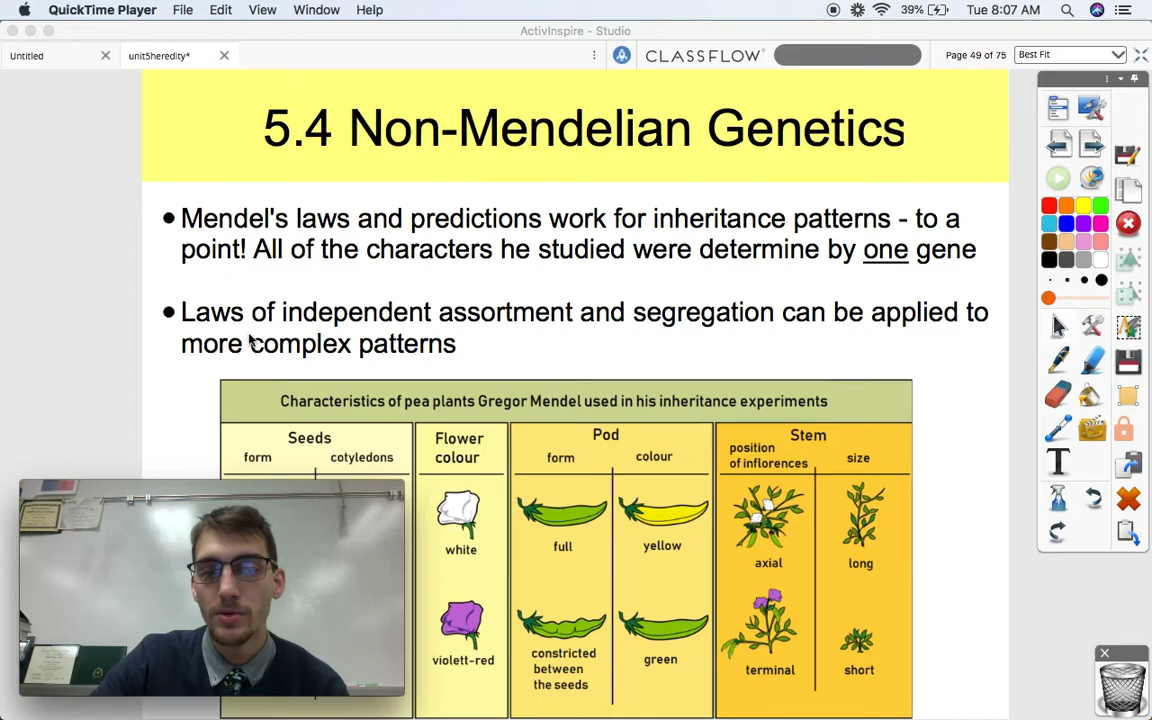 QuickTime Player File Edit View Window Help 39% Tue 8:07 AM
ActivInspire - Studio
Untitled unit5heredity* CLASSFLOW Page 49 of 75 Best Fit
5.4 Non-Mendelian Genetics
Mendel's laws and predictions work for inheritance patterns - to a
point! All of the characters he studied were determine by one gene
Laws of independent assortment and segregation can be applied to
more complex patterns
Characteristics of pea plants Gregor Mendel used in his inheritance experiments
Seeds
form cotyledons
Flower
colour
white
violett-red
Pod
form colour
full yellow
constricted
between
the seeds
green
Stem
position
of inflorences
size
axial long
terminal short
T